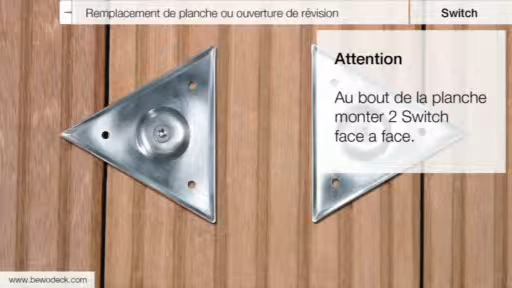 Remplacement de planche ou ouverture de révision
Switch
Attention
Au bout de la planche
monter 2 Switch
face a face.
www.bewodeck.com